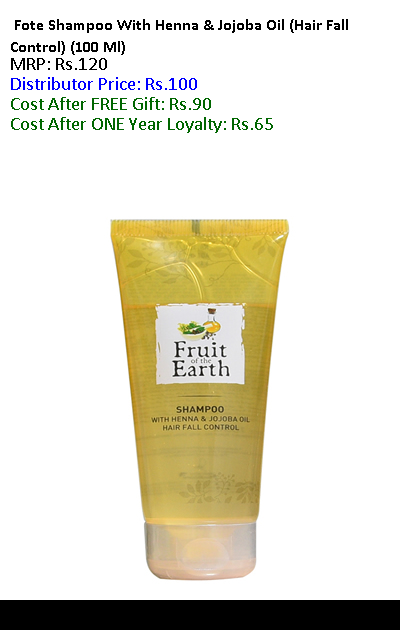 Fote Shampoo With Henna & Jojoba Oil (Hair Fall
Control) (100 Ml)
MRP: Rs.120
Distributor Price: Rs.100
Cost After FREE Gift: Rs.90
Cost After ONE Year Loyalty: Rs.65
Fruit
of the
Earth
SHAMPOO
WITH HENNA & JOJOBA OIL
HAIR FALL CONTROL